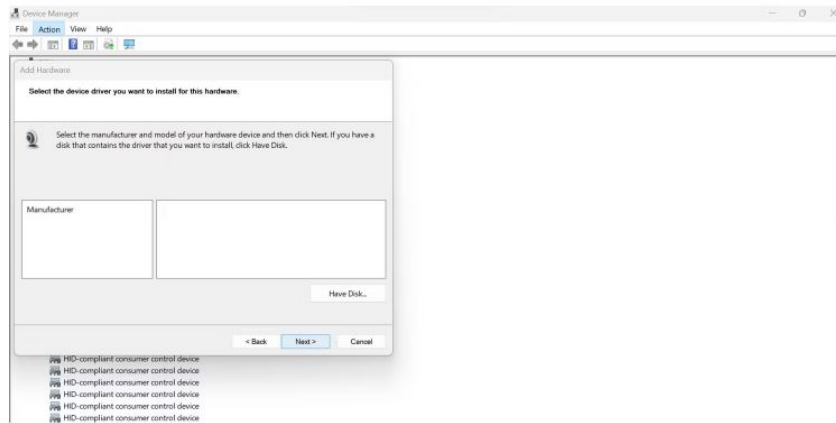 Device Manager
File Action View Help
Add Hardware
Select the device driver you want to install for this hardware.
Select the manufacturer and model of your hardware device and then click Next. If you have a
disk that contains the driver that you want to install, click Have Disk.
Manufacturer
Have Disk...
< Back Next > Cancel
HID-compliant consumer control device
HID-compliant consumer control device
HID-compliant consumer control device
HID-compliant consumer control device
HID-compliant consumer control device
HID-compliant consumer control device